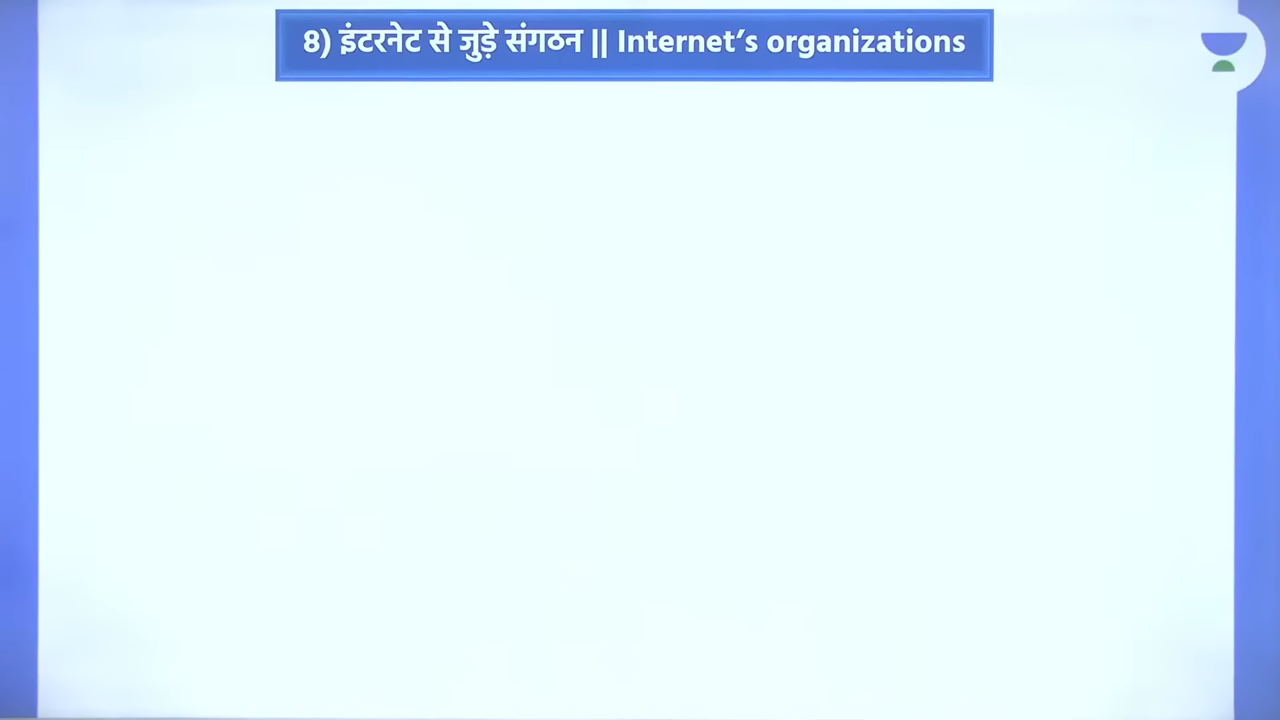 8) इंटरनेट से जुड़े संगठन || Internet's organizations